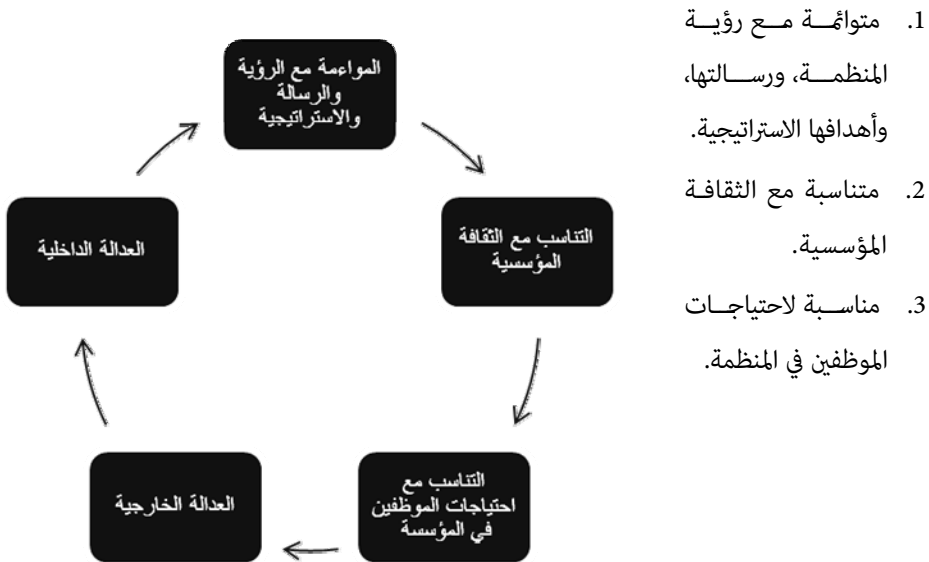 1. متوائمة مع رؤية
المنظمة، ورسالتها،
وأهدافها الاستراتيجية.
2. متناسبة مع الثقافة
المؤسسية.
3. مناسبة لاحتياجات
الموظفين في المنظمة.
المواءمة مع الرؤية
والرسالة
والاستراتيجية
التناسب مع الثقافة
المؤسسية
التناسب مع
احتياجات الموظفين
في المؤسسة
العدالة الخارجية
العدالة الداخلية